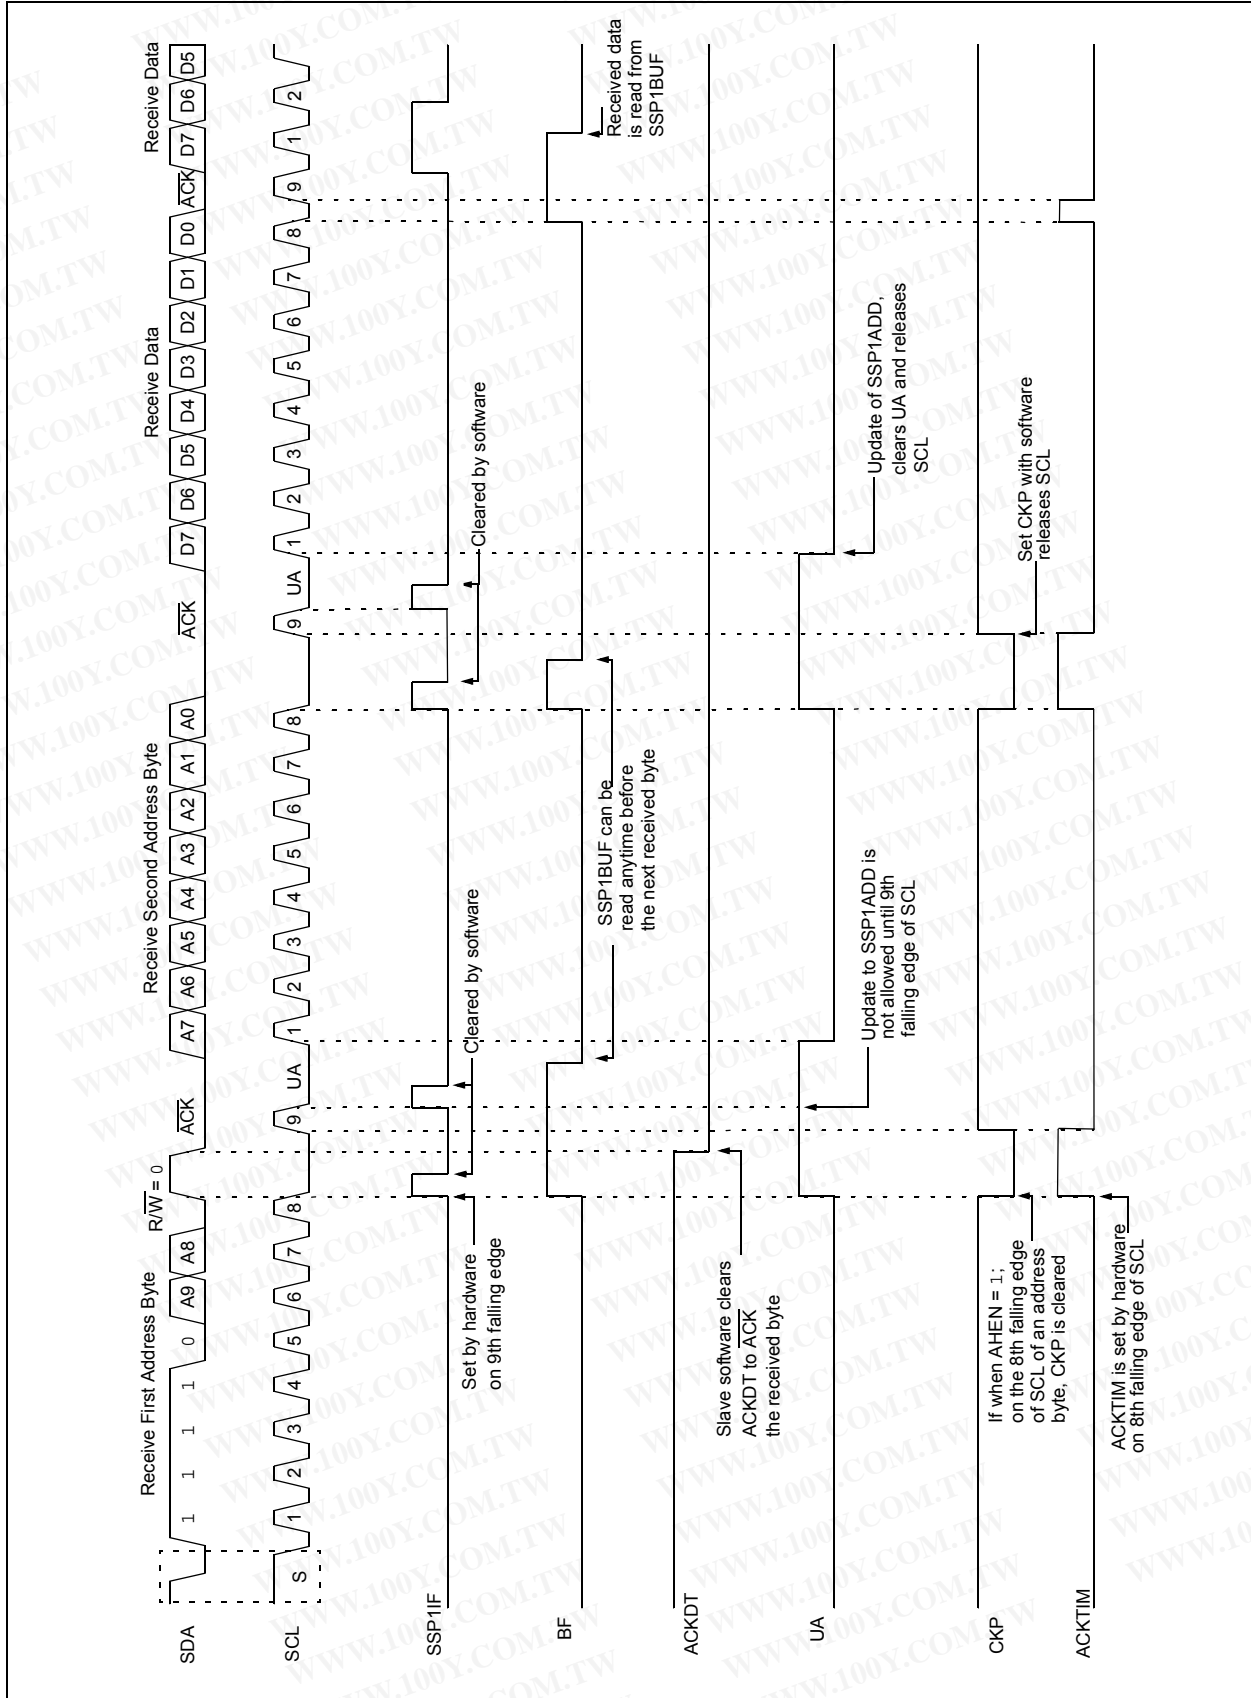 Receive First Address Byte
R/W = 0
ACK
Receive Second Address Byte
ACK
Receive Data
ACK
Receive Data
SDA
1 1 1 1 0 A9 A8
A7 A6 A5 A4 A3 A2 A1 A0
D7 D6 D5 D4 D3 D2 D1 D0
D7 D6 D5
SCL
S
1 2 3 4 5 6 7 8 9 UA
1 2 3 4 5 6 7 8 9 UA
1 2 3 4 5 6 7 8 9
1 2
SSP1IF
Set by hardware
on 9th falling edge
Cleared by software
Cleared by software
BF
SSP1BUF can be
read anytime before
the next received byte
Received data
is read from
SSP1BUF
ACKDT
Slave software clears
ACKDT to ACK
the received byte
UA
Update to SSP1ADD is
not allowed until 9th
falling edge of SCL
Update of SSP1ADD,
clears UA and releases
SCL
CKP
If when AHEN = 1;
on the 8th falling edge
of SCL of an address
byte, CKP is cleared
Set CKP with software
releases SCL
ACKTIM
ACKTIM is set by hardware
on 8th falling edge of SCL
WWW.100Y.COM.TW